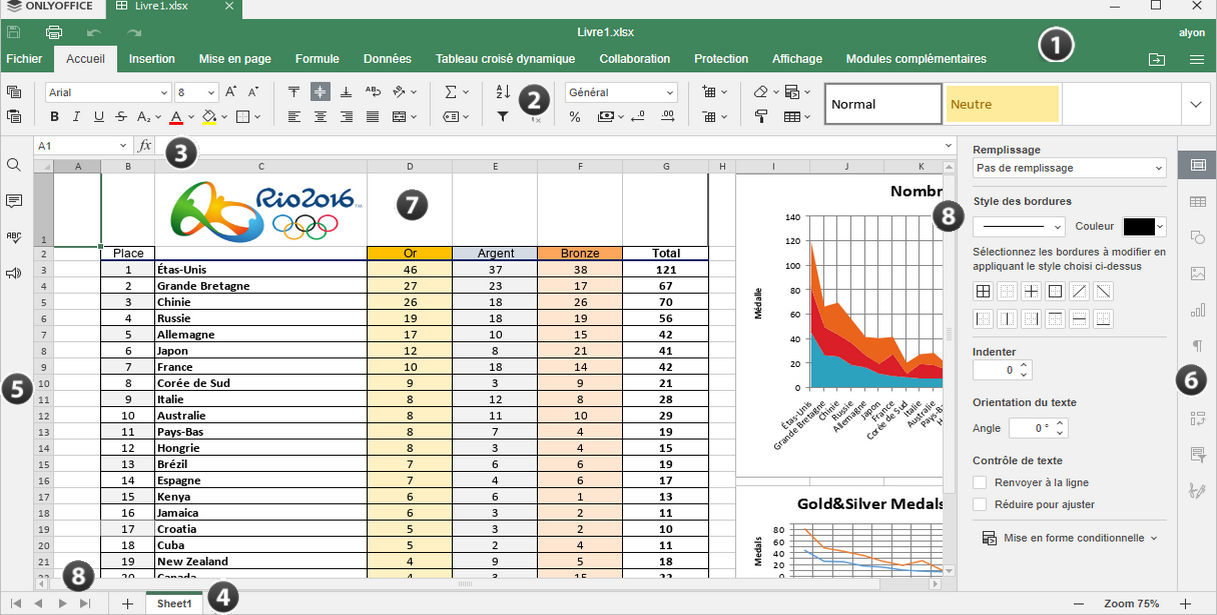 ONLYOFFICE Livre1.xlsx
Livre1.xlsx
alyon
1
Fichier Accueil Insertion Mise en page Formule Données Tableau croisé dynamique Collaboration Protection Affichage Modules complémentaires
Arial 8 Général Normal Neutre
2
A1 fx
3
A B C D E F G H I J K
1 Rio2016™
7
2 Place Or Argent Bronze Total
3 1 Étas-Unis 46 37 38 121
4 2 Grande Bretagne 27 23 17 67
5 3 Chinie 26 18 26 70
6 4 Russie 19 18 19 56
7 5 Allemagne 17 10 15 42
8 6 Japon 12 8 21 41
9 7 France 10 18 14 42
10 8 Corée de Sud 9 3 9 21
11 9 Italie 8 12 8 28
12 10 Australie 8 11 10 29
13 11 Pays-Bas 8 7 4 19
14 12 Hongrie 8 3 4 15
15 13 Brézil 7 6 6 19
16 14 Espagne 7 4 6 17
17 15 Kenya 6 6 1 13
18 16 Jamaica 6 3 2 11
19 17 Croatia 5 3 2 10
20 18 Cuba 5 2 4 11
21 19 New Zealand 4 9 5 18
22 20 Canada 4 3 15 22
Nombr
8
Médaille
140
120
100
80
60
40
20
0
Étas-Unis
Grande Bretagne
Chinie
Russie
Allemagne
Japon
France
Corée de Sud
Italie
Australie
Pays-Bas
Gold&Silver Medals
Medals
80
60
40
20
0
Remplissage
Pas de remplissage
Style des bordures
Couleur
Sélectionnez les bordures à modifier en
appliquant le style choisi ci-dessus
Indenter
0
Orientation du texte
Angle 0 °
Contrôle de texte
Renvoyer à la ligne
Réduire pour ajuster
Mise en forme conditionnelle
5
6
8
Sheet1
4
Zoom 75%